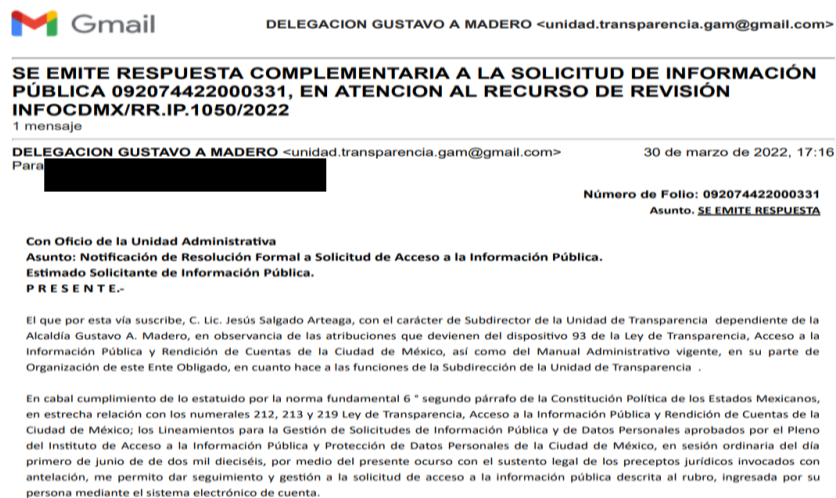 Gmail
DELEGACION GUSTAVO A MADERO <unidad.transparencia.gam@gmail.com>
SE EMITE RESPUESTA COMPLEMENTARIA A LA SOLICITUD DE INFORMACIÓN
PÚBLICA 092074422000331, EN ATENCION AL RECURSO DE REVISIÓN
INFOCDMX/RR.IP.1050/2022
1 mensaje
DELEGACION GUSTAVO A MADERO <unidad.transparencia.gam@gmail.com> 30 de marzo de 2022, 17:16
Para
Número de Folio: 092074422000331
Asunto. SE EMITE RESPUESTA
Con Oficio de la Unidad Administrativa
Asunto: Notificación de Resolución Formal a Solicitud de Acceso a la Información Pública.
Estimado Solicitante de Información Pública.
P R E S E N T E.-
El que por esta vía suscribe, C. Lic. Jesús Salgado Arteaga, con el carácter de Subdirector de la Unidad de Transparencia dependiente de la
Alcaldía Gustavo A. Madero, en observancia de las atribuciones que devienen del dispositivo 93 de la Ley de Transparencia, Acceso a la
Información Pública y Rendición de Cuentas de la Ciudad de México, así como del Manual Administrativo vigente, en su parte de
Organización de este Ente Obligado, en cuanto hace a las funciones de la Subdirección de la Unidad de Transparencia .
En cabal cumplimiento de lo estatuido por la norma fundamental 6 ° segundo párrafo de la Constitución Política de los Estados Mexicanos,
en estrecha relación con los numerales 212, 213 y 219 Ley de Transparencia, Acceso a la Información Pública y Rendición de Cuentas de la
Ciudad de México; los Lineamientos para la Gestión de Solicitudes de Información Pública y de Datos Personales aprobados por el Pleno
del Instituto de Acceso a la Información Pública y Protección de Datos Personales de la Ciudad de México, en sesión ordinaria del día
primero de junio de de dos mil dieciséis, por medio del presente ocurso con el sustento legal de los preceptos jurídicos invocados con
antelación, me permito dar seguimiento y gestión a la solicitud de acceso a la información pública descrita al rubro, ingresada por su
persona mediante el sistema electrónico de cuenta.